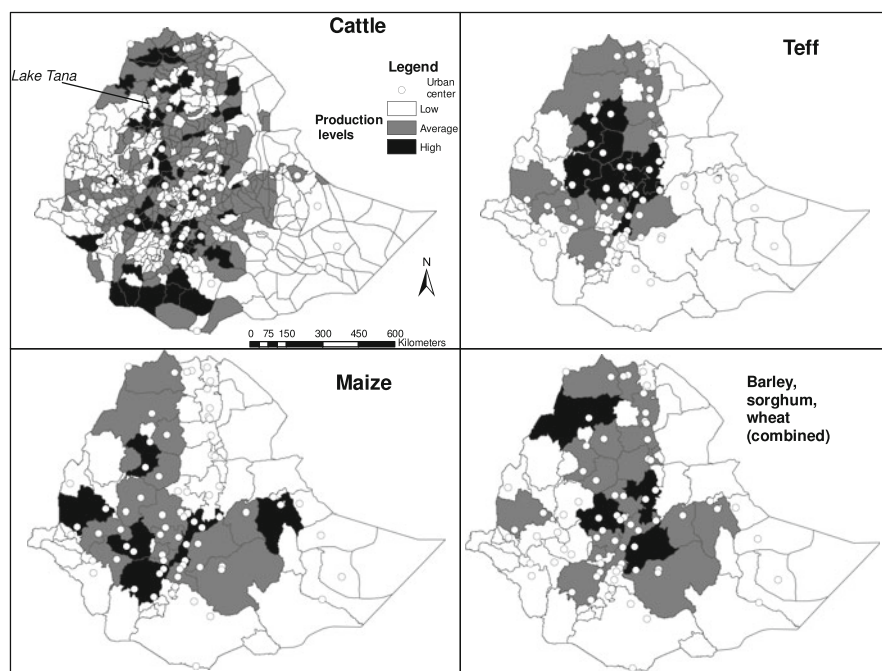 Cattle
Lake Tana
Legend
Urban
center
Production
levels
Low
Average
High
N
0 75 150 300 450 600
Kilometers
Teff
Maize
Barley,
sorghum,
wheat
(combined)